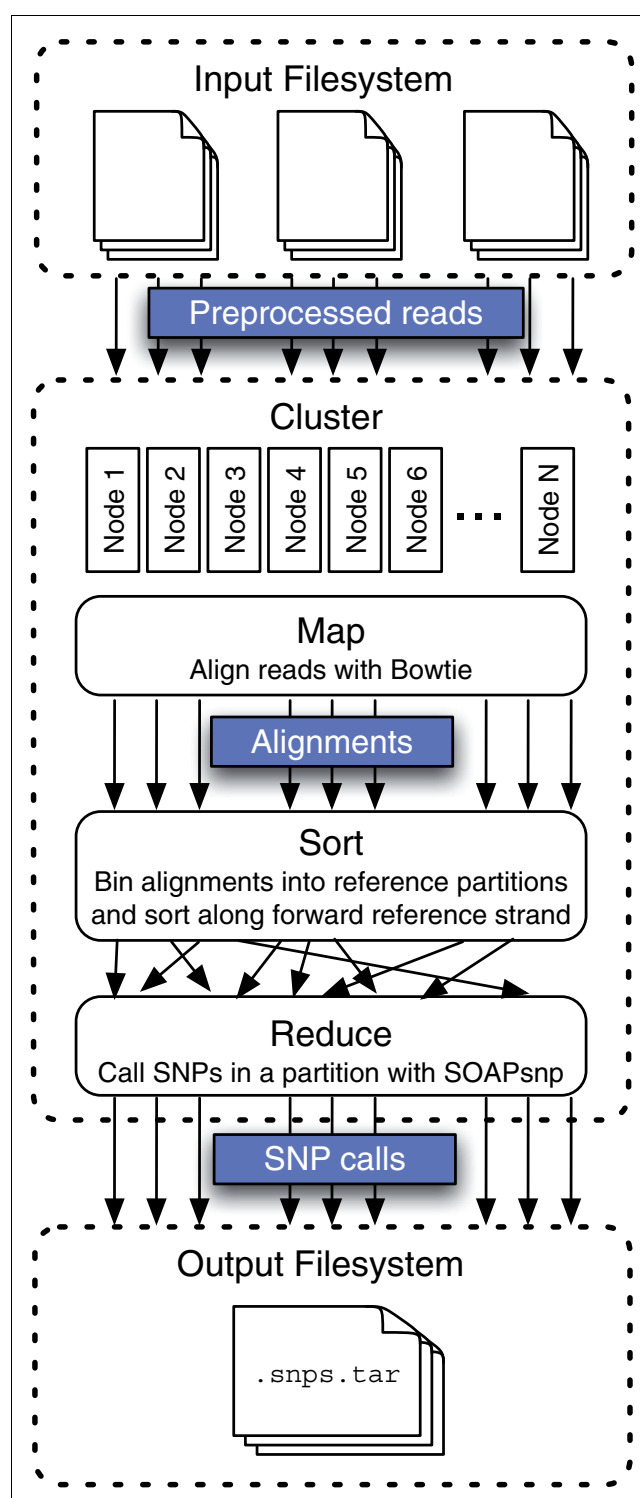 Input Filesystem
Preprocessed reads
Cluster
Node 1
Node 2
Node 3
Node 4
Node 5
Node 6
...
Node N
Map
Align reads with Bowtie
Alignments
Sort
Bin alignments into reference partitions
and sort along forward reference strand
Reduce
Call SNPs in a partition with SOAPsnp
SNP calls
Output Filesystem
.snps.tar